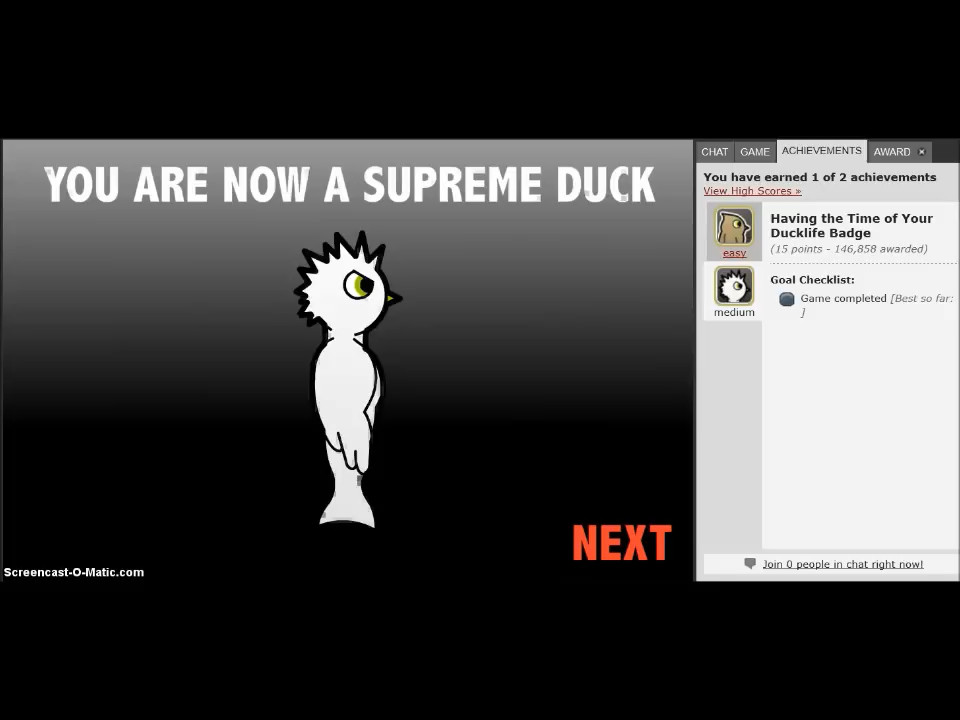 YOU ARE NOW A SUPREME DUCK
NEXT
Screencast-O-Matic.com
CHAT GAME ACHIEVEMENTS AWARD
You have earned 1 of 2 achievements
View High Scores »
easy
Having the Time of Your
Ducklife Badge
(15 points - 146,858 awarded)
medium
Goal Checklist:
Game completed [Best so far:
]
Join 0 people in chat right now!